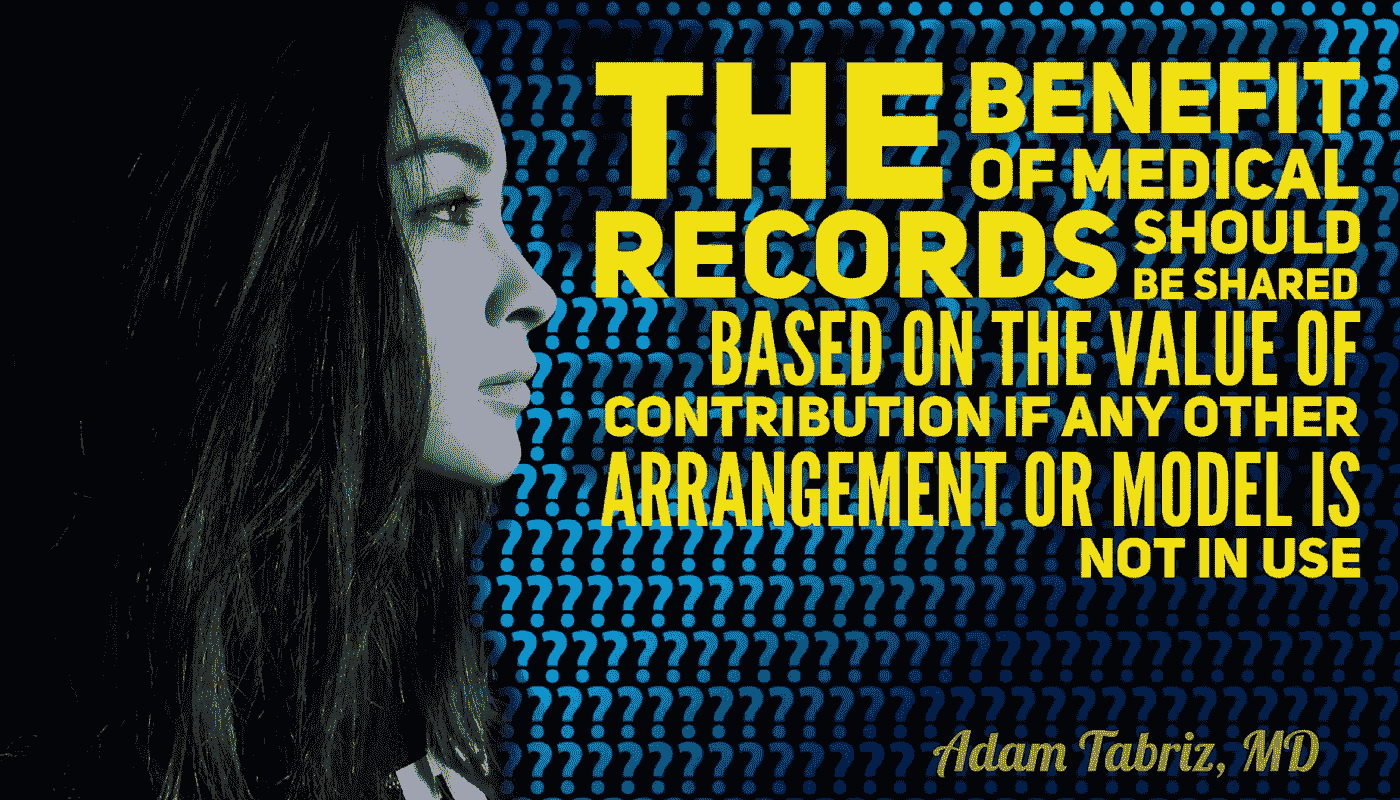 THE BENEFIT
OF MEDICAL
RECORDS SHOULD
BE SHARED
BASED ON THE VALUE OF
CONTRIBUTION IF ANY OTHER
ARRANGEMENT OR MODEL IS
NOT IN USE
Adam Tabriz, MD